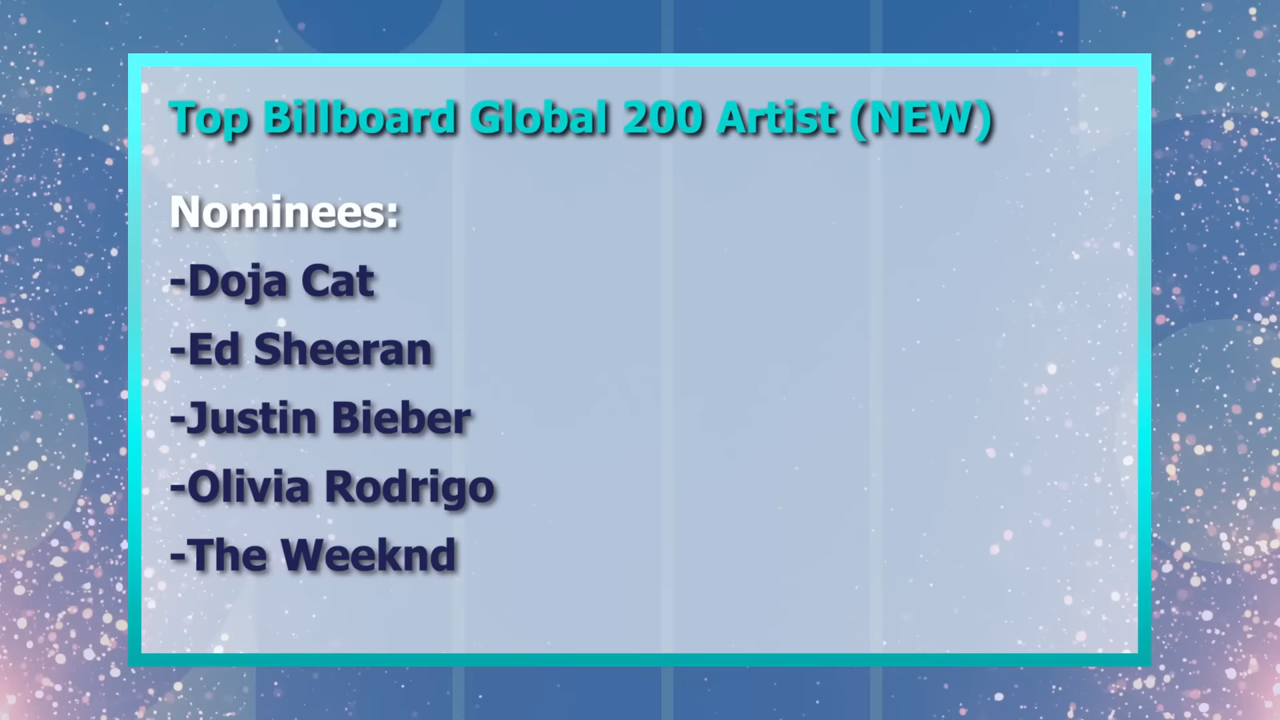 Top Billboard Global 200 Artist (NEW)
Nominees:
-Doja Cat
-Ed Sheeran
-Justin Bieber
-Olivia Rodrigo
-The Weeknd